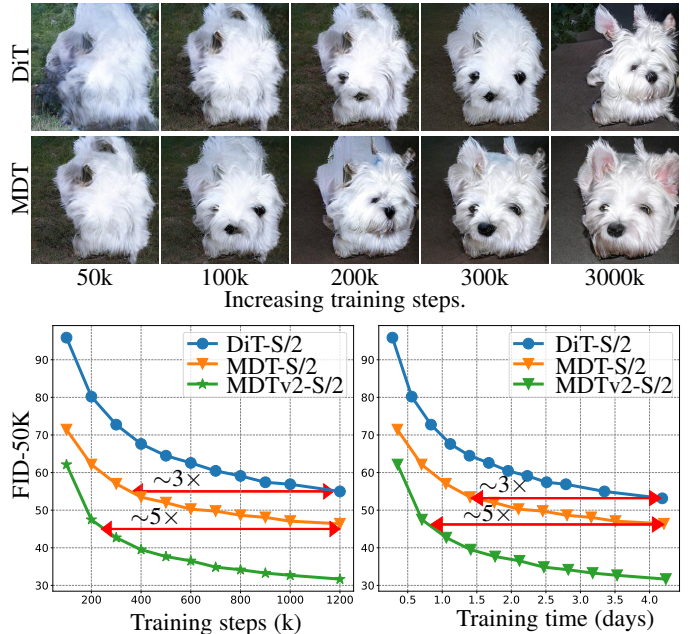 DiT
MDT
50k 100k 200k 300k 3000k
Increasing training steps.
FID-50K
90
80
70
60
50
40
30
DiT-S/2
MDT-S/2
MDTv2-S/2
~3×
~5×
200 400 600 800 1000 1200
Training steps (k)
90
80
70
60
50
40
30
DiT-S/2
MDT-S/2
MDTv2-S/2
~3×
~5×
0.5 1.0 1.5 2.0 2.5 3.0 3.5 4.0
Training time (days)